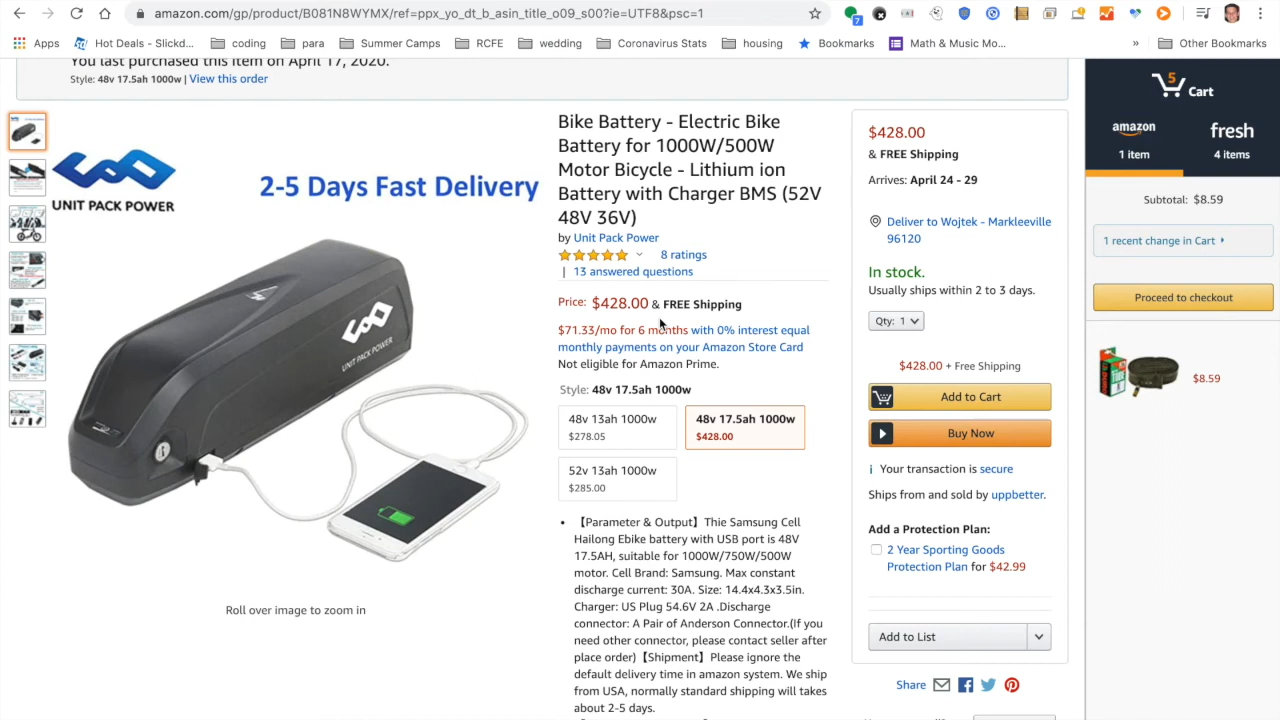 amazon.com/gp/product/B081N8WYMX/ref=ppx_yo_dt_b_asin_title_o09_s00?ie=UTF8&psc=1
7
Apps
Hot Deals - Slickd...
coding
para
Summer Camps
RCFE
wedding
Coronavirus Stats
housing
Bookmarks
Math & Music Mo...
»
Other Bookmarks
You last purchased this item on April 17, 2020.
Style: 48v 17.5ah 1000w | View this order
UNIT PACK POWER
2-5 Days Fast Delivery
UNIT PACK POWER
Roll over image to zoom in
Bike Battery - Electric Bike
Battery for 1000W/500W
Motor Bicycle - Lithium ion
Battery with Charger BMS (52V
48V 36V)
by Unit Pack Power
8 ratings
| 13 answered questions
Price: $428.00 & FREE Shipping
$71.33/mo for 6 months with 0% interest equal
monthly payments on your Amazon Store Card
Not eligible for Amazon Prime.
Style: 48v 17.5ah 1000w
48v 13ah 1000w
$278.05
48v 17.5ah 1000w
$428.00
52v 13ah 1000w
$285.00
• 【Parameter & Output】Thie Samsung Cell
Hailong Ebike battery with USB port is 48V
17.5AH, suitable for 1000W/750W/500W
motor. Cell Brand: Samsung. Max constant
discharge current: 30A. Size: 14.4x4.3x3.5in.
Charger: US Plug 54.6V 2A .Discharge
connector: A Pair of Anderson Connector.(If you
need other connector, please contact seller after
place order)【Shipment】Please ignore the
default delivery time in amazon system. We ship
from USA, normally standard shipping will takes
about 2-5 days.
$428.00
& FREE Shipping
Arrives: April 24 - 29
Deliver to Wojtek - Markleeville
96120
In stock.
Usually ships within 2 to 3 days.
Qty: 1
$428.00 + Free Shipping
Add to Cart
Buy Now
Your transaction is secure
Ships from and sold by uppbetter.
Add a Protection Plan:
2 Year Sporting Goods
Protection Plan for $42.99
Add to List
Share
5
Cart
amazon
1 item
fresh
4 items
Subtotal: $8.59
1 recent change in Cart
Proceed to checkout
$8.59